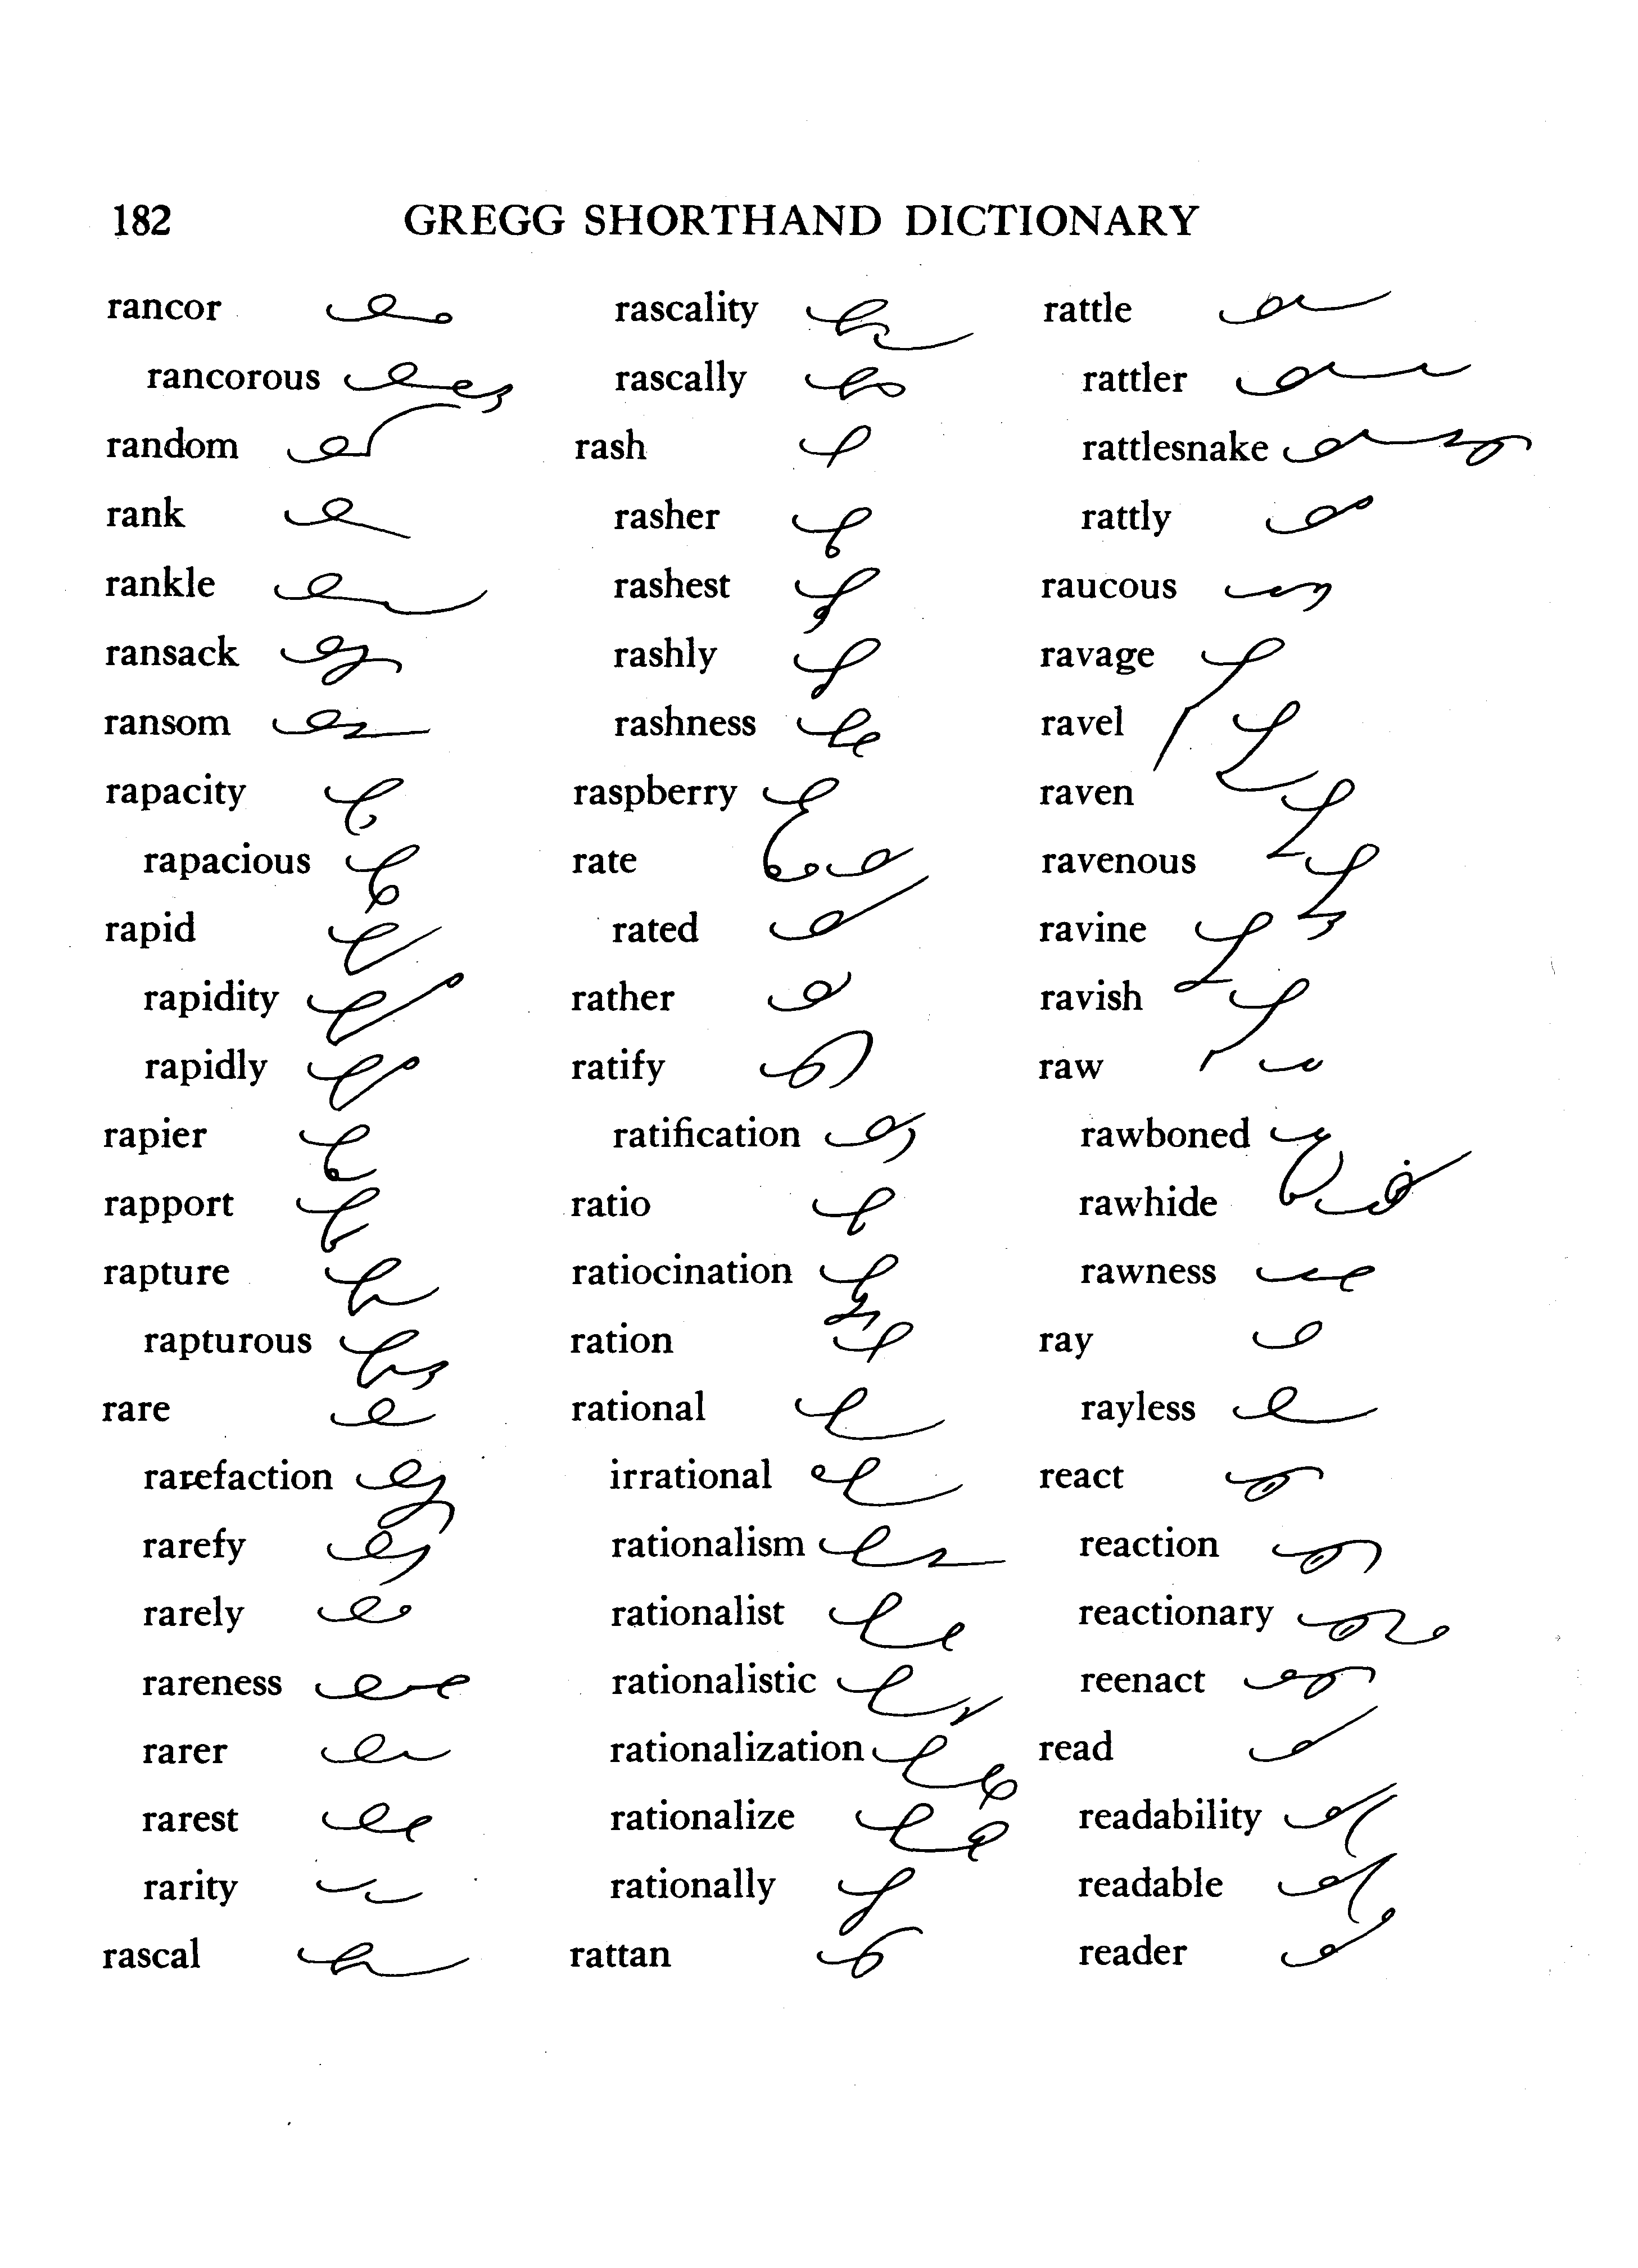 182 GREGG SHORTHAND DICTIONARY
rancor
rancorous
random
rank
rankle
ransack
ransom
rapacity
rapacious
rapid
rapidity
rapidly
rapier
rapport
rapture
rapturous
rare
rarefaction
rarefy
rarely
rareness
rarer
rarest
rarity
rascal
rascality
rascally
rash
rasher
rashest
rashly
rashness
raspberry
rate
rated
rather
ratify
ratification
ratio
ratiocination
ration
rational
irrational
rationalism
rationalist
rationalistic
rationalization
rationalize
rationally
rattan
rattle
rattler
rattlesnake
rattly
raucous
ravage
ravel
raven
ravenous
ravine
ravish
raw
rawboned
rawhide
rawness
ray
rayless
react
reaction
reactionary
reenact
read
readability
readable
reader